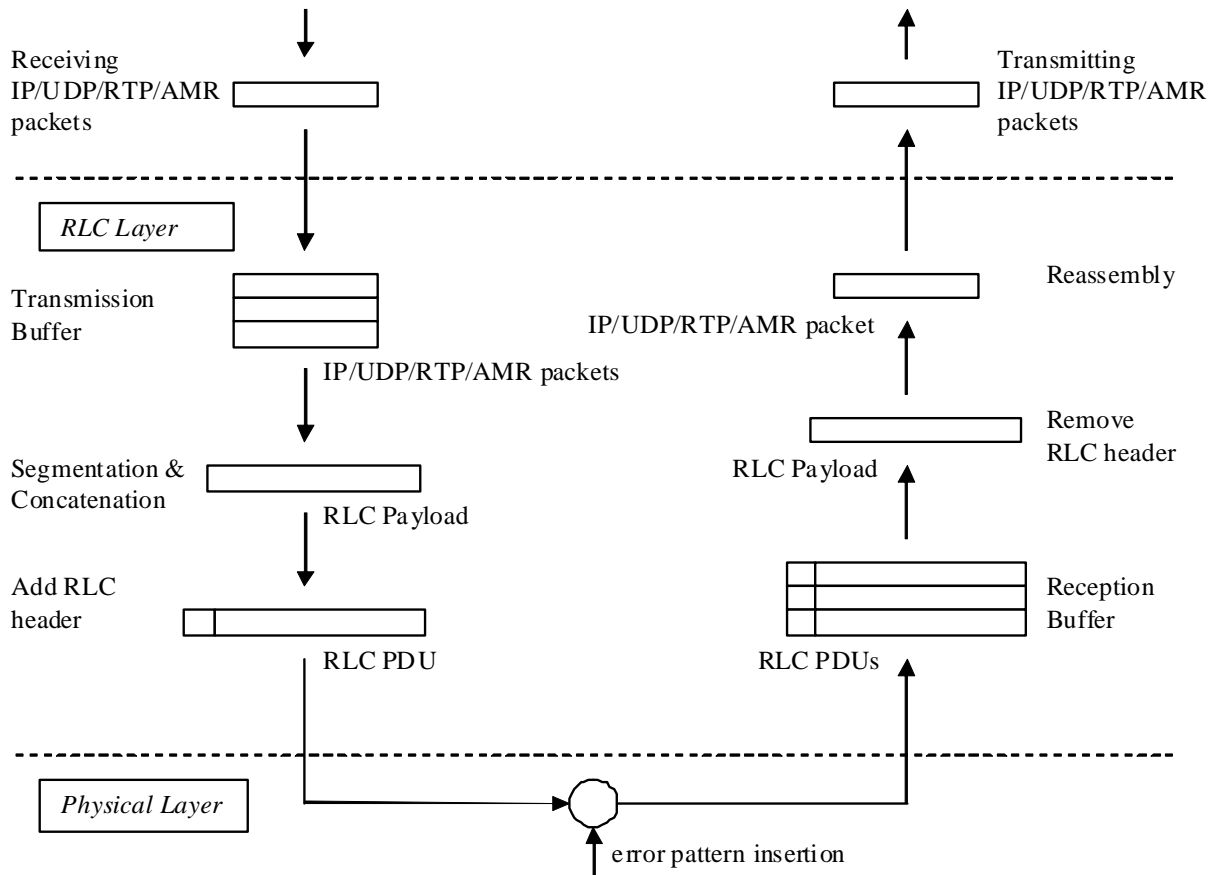 Receiving
IP/UDP/RTP/AMR
packets
Transmitting
IP/UDP/RTP/AMR
packets
RLC Layer
Transmission
Buffer
IP/UDP/RTP/AMR packets
Reassembly
IP/UDP/RTP/AMR packet
Segmentation &
Concatenation
RLC Payload
Remove
RLC header
RLC Payload
Add RLC
header
RLC PDU
Reception
Buffer
RLC PDUs
Physical Layer
error pattern insertion